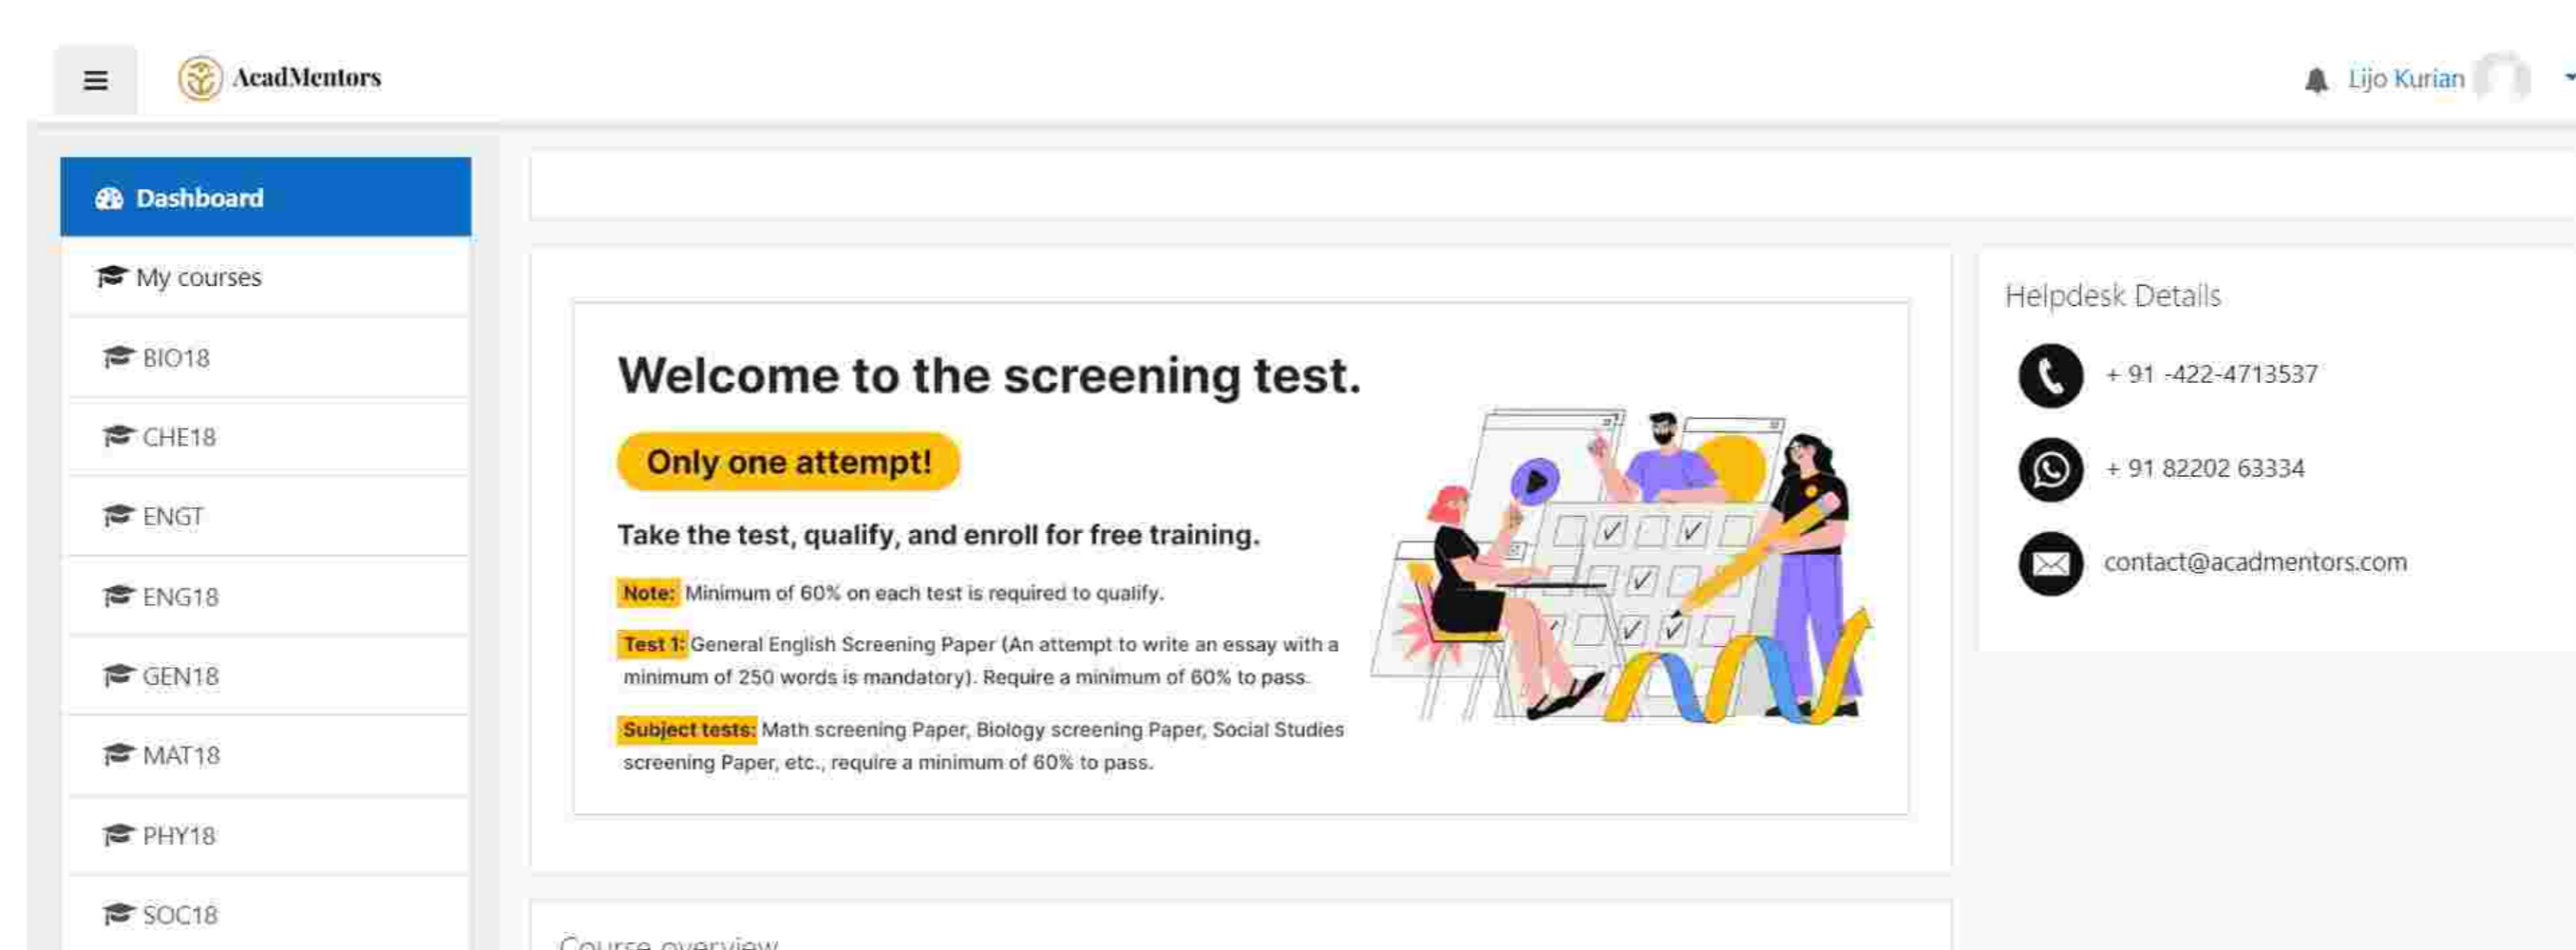 AcadMentors
Lijo Kurian
Dashboard
My courses
BIO18
CHE18
ENGT
ENG18
GEN18
MAT18
PHY18
SOC18
Welcome to the screening test.
Only one attempt!
Take the test, qualify, and enroll for free training.
Note: Minimum of 60% on each test is required to qualify.
Test 1: General English Screening Paper (An attempt to write an essay with a
minimum of 250 words is mandatory). Require a minimum of 60% to pass.
Subject tests: Math screening Paper, Biology screening Paper, Social Studies
screening Paper, etc., require a minimum of 60% to pass.
Helpdesk Details
+ 91 -422-4713537
+ 91 82202 63334
contact@acadmentors.com
Course overview